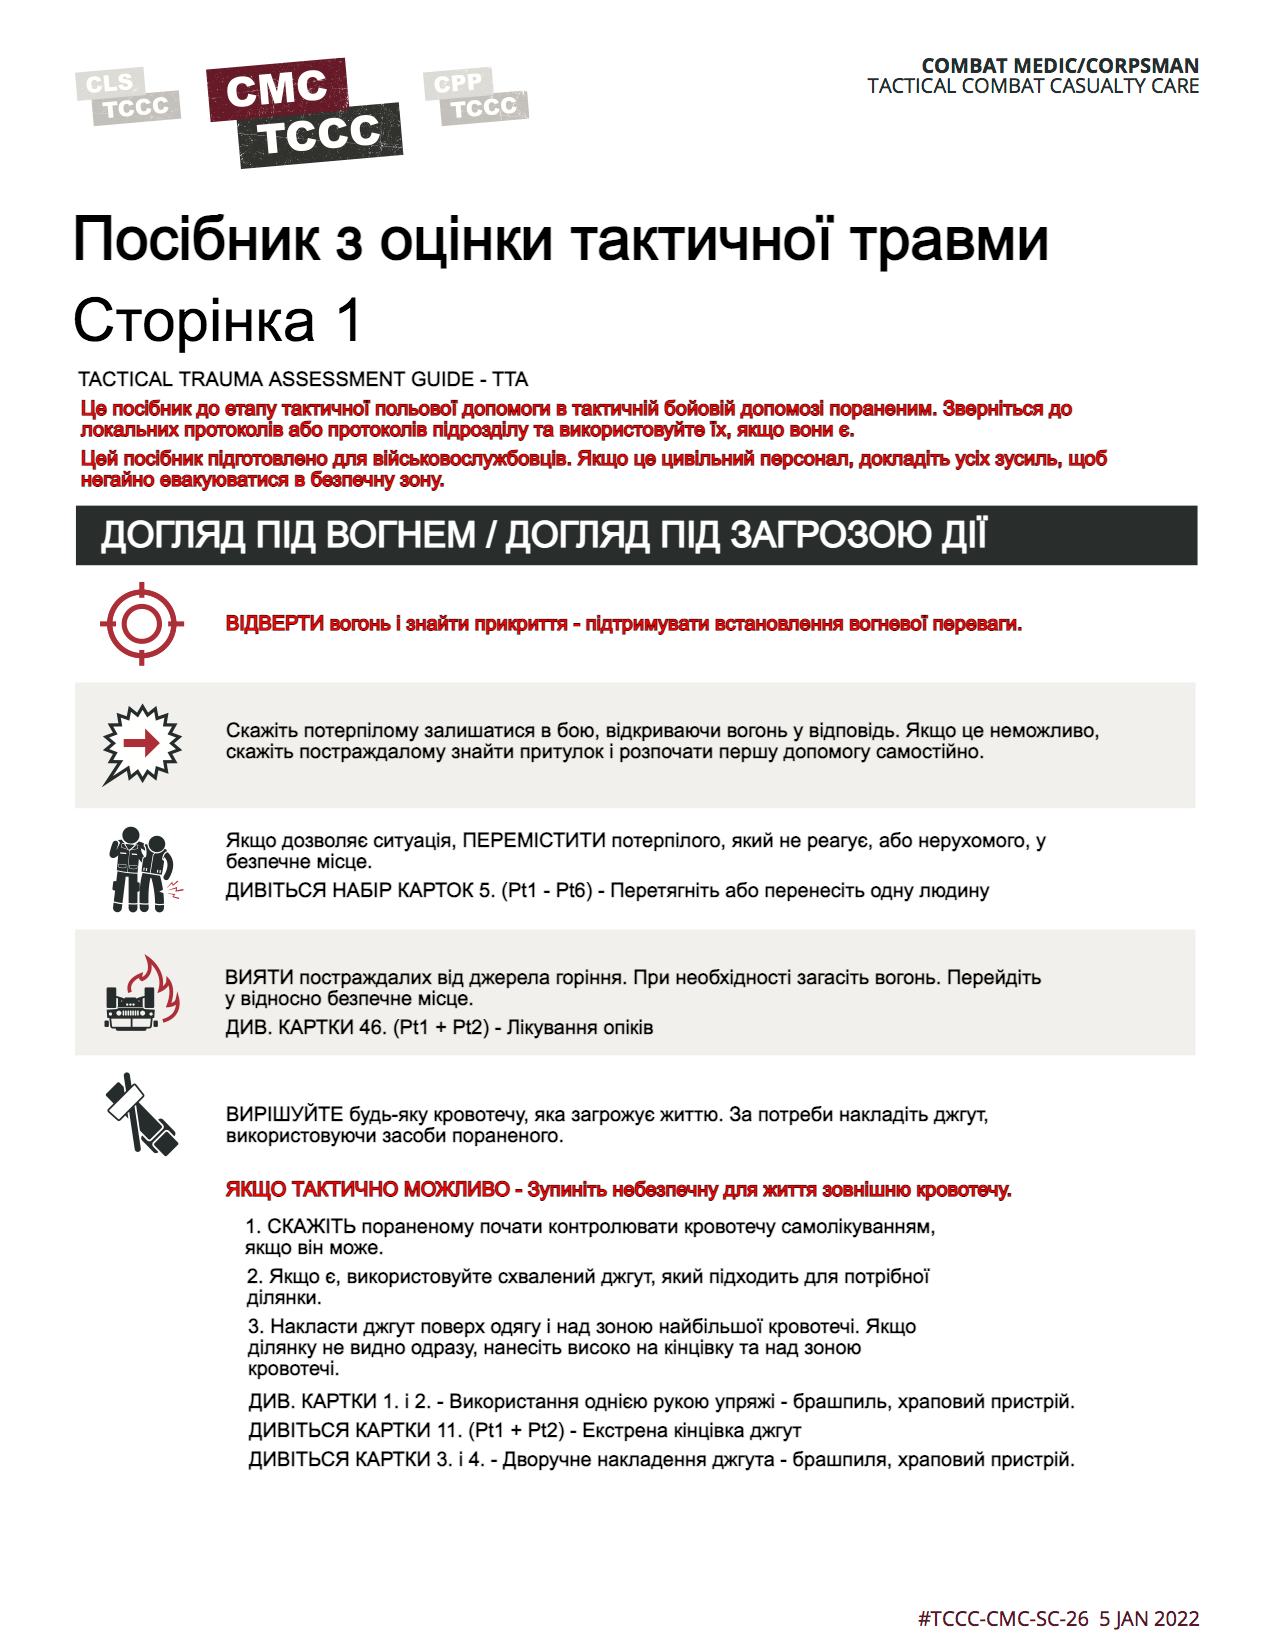 CLS
TCCC
CMC
TCCC
CPP
TCCC
COMBAT MEDIC/CORPSMAN
TACTICAL COMBAT CASUALTY CARE
Посібник з оцінки тактичної травми
Сторінка 1
TACTICAL TRAUMA ASSESSMENT GUIDE - TTA
Це посібник до етапу тактичної польової допомоги в тактичній бойовій допомозі пораненим. Зверніться до
локальних протоколів або протоколів підрозділу та використовуйте їх, якщо вони є.
Цей посібник підготовлено для військовослужбовців. Якщо це цивільний персонал, докладіть усіх зусиль, щоб
негайно евакуюватися в безпечну зону.
ДОГЛЯД ПІД ВОГНЕМ / ДОГЛЯД ПІД ЗАГРОЗОЮ ДІЇ
ВІДВЕРТИ вогонь і знайти прикриття - підтримувати встановлення вогневої переваги.
Скажіть потерпілому залишатися в бою, відкриваючи вогонь у відповідь. Якщо це неможливо,
скажіть постраждалому знайти притулок і розпочати першу допомогу самостійно.
Якщо дозволяє ситуація, ПЕРЕМІСТИТИ потерпілого, який не реагує, або нерухомого, у
безпечне місце.
ДИВІТЬСЯ НАБІР КАРТОК 5. (Pt1 - Pt6) - Перетягніть або перенесіть одну людину
ВИЯТИ постраждалих від джерела горіння. При необхідності загасіть вогонь. Перейдіть
у відносно безпечне місце.
ДИВ. КАРТКИ 46. (Pt1 + Pt2) - Лікування опіків
ВИРІШУЙТЕ будь-яку кровотечу, яка загрожує життю. За потреби накладіть джгут,
використовуючи засоби пораненого.
ЯКЩО ТАКТИЧНО МОЖЛИВО - Зупиніть небезпечну для життя зовнішню кровотечу.
1. СКАЖІТЬ пораненому почати контролювати кровотечу самолікуванням,
якщо він може.
2. Якщо є, використовуйте схвалений джгут, який підходить для потрібної
ділянки.
3. Накласти джгут поверх одягу і над зоною найбільшої кровотечі. Якщо
ділянку не видно одразу, нанесіть високо на кінцівку та над зоною
кровотечі.
ДИВ. КАРТКИ 1. і 2. - Використання однією рукою упряжі - брашпиль, храповий пристрій.
ДИВІТЬСЯ КАРТКИ 11. (Pt1 + Pt2) - Екстрена кінцівка джгут
ДИВІТЬСЯ КАРТКИ 3. і 4. - Дворучне накладення джгута - брашпиля, храповий пристрій.
#TCCC-CMC-SC-26 5 JAN 2022